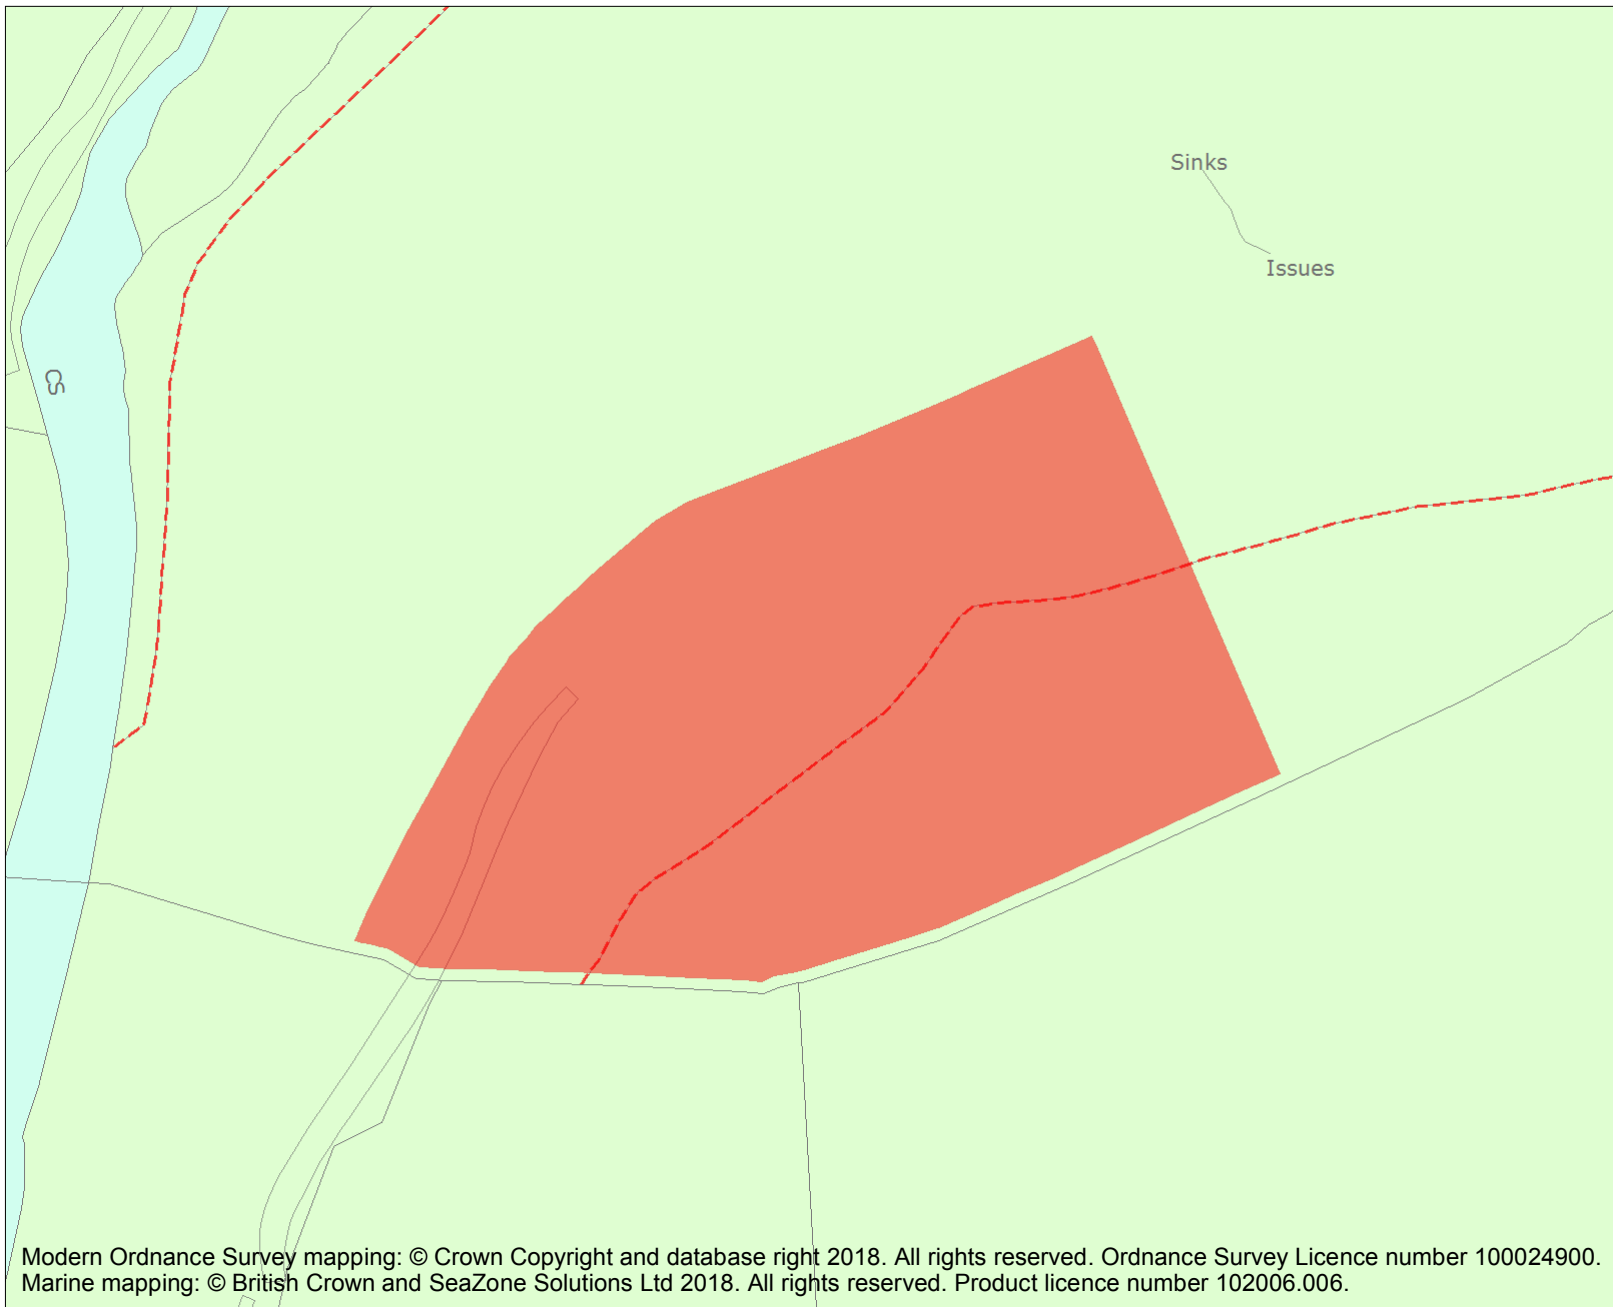 Sinks
Issues
CS
Modern Ordnance Survey mapping: © Crown Copyright and database right 2018. All rights reserved. Ordnance Survey Licence number 100024900.
Marine mapping: © British Crown and SeaZone Solutions Ltd 2018. All rights reserved. Product licence number 102006.006.